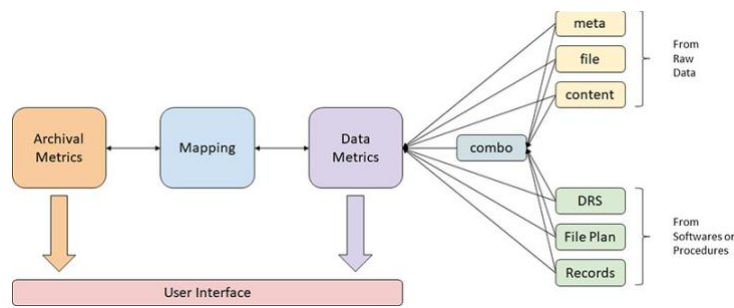 meta
file
content
From
Raw
Data
Archival
Metrics
Mapping
Data
Metrics
combo
DRS
File Plan
Records
From
Softwares or
Procedures
User Interface